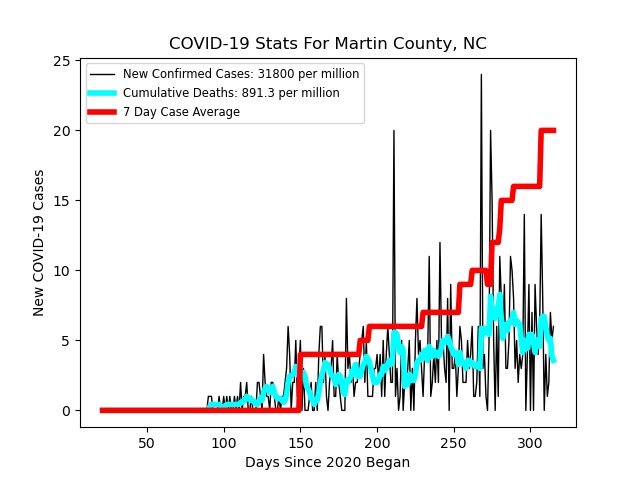 COVID-19 Stats For Martin County, NC
New Confirmed Cases: 31800 per million
Cumulative Deaths: 891.3 per million
7 Day Case Average
New COVID-19 Cases
25
20
15
10
5
0
50 100 150 200 250 300
Days Since 2020 Began